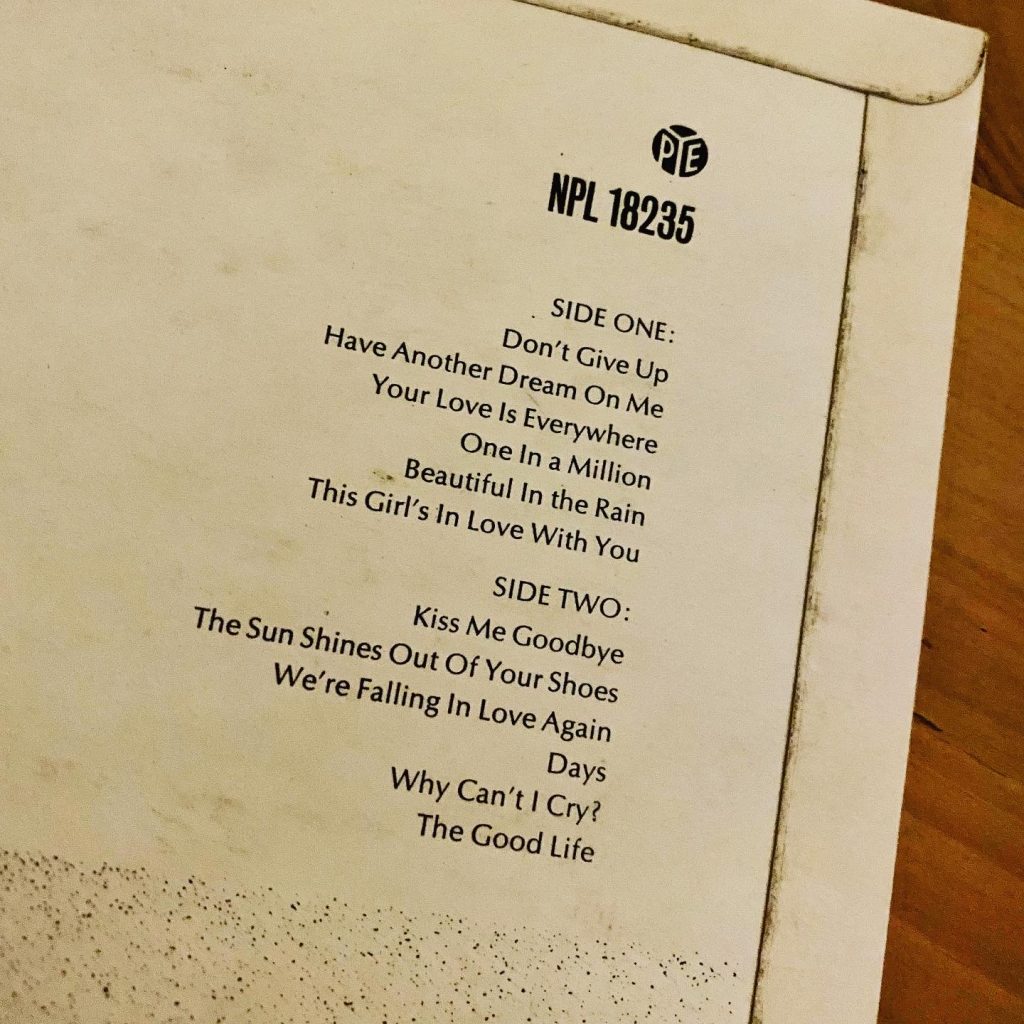 PYE
NPL 18235
SIDE ONE:
Don't Give Up
Have Another Dream On Me
Your Love Is Everywhere
One In a Million
Beautiful In the Rain
This Girl's In Love With You
SIDE TWO:
Kiss Me Goodbye
The Sun Shines Out Of Your Shoes
We're Falling In Love Again
Days
Why Can't I Cry?
The Good Life